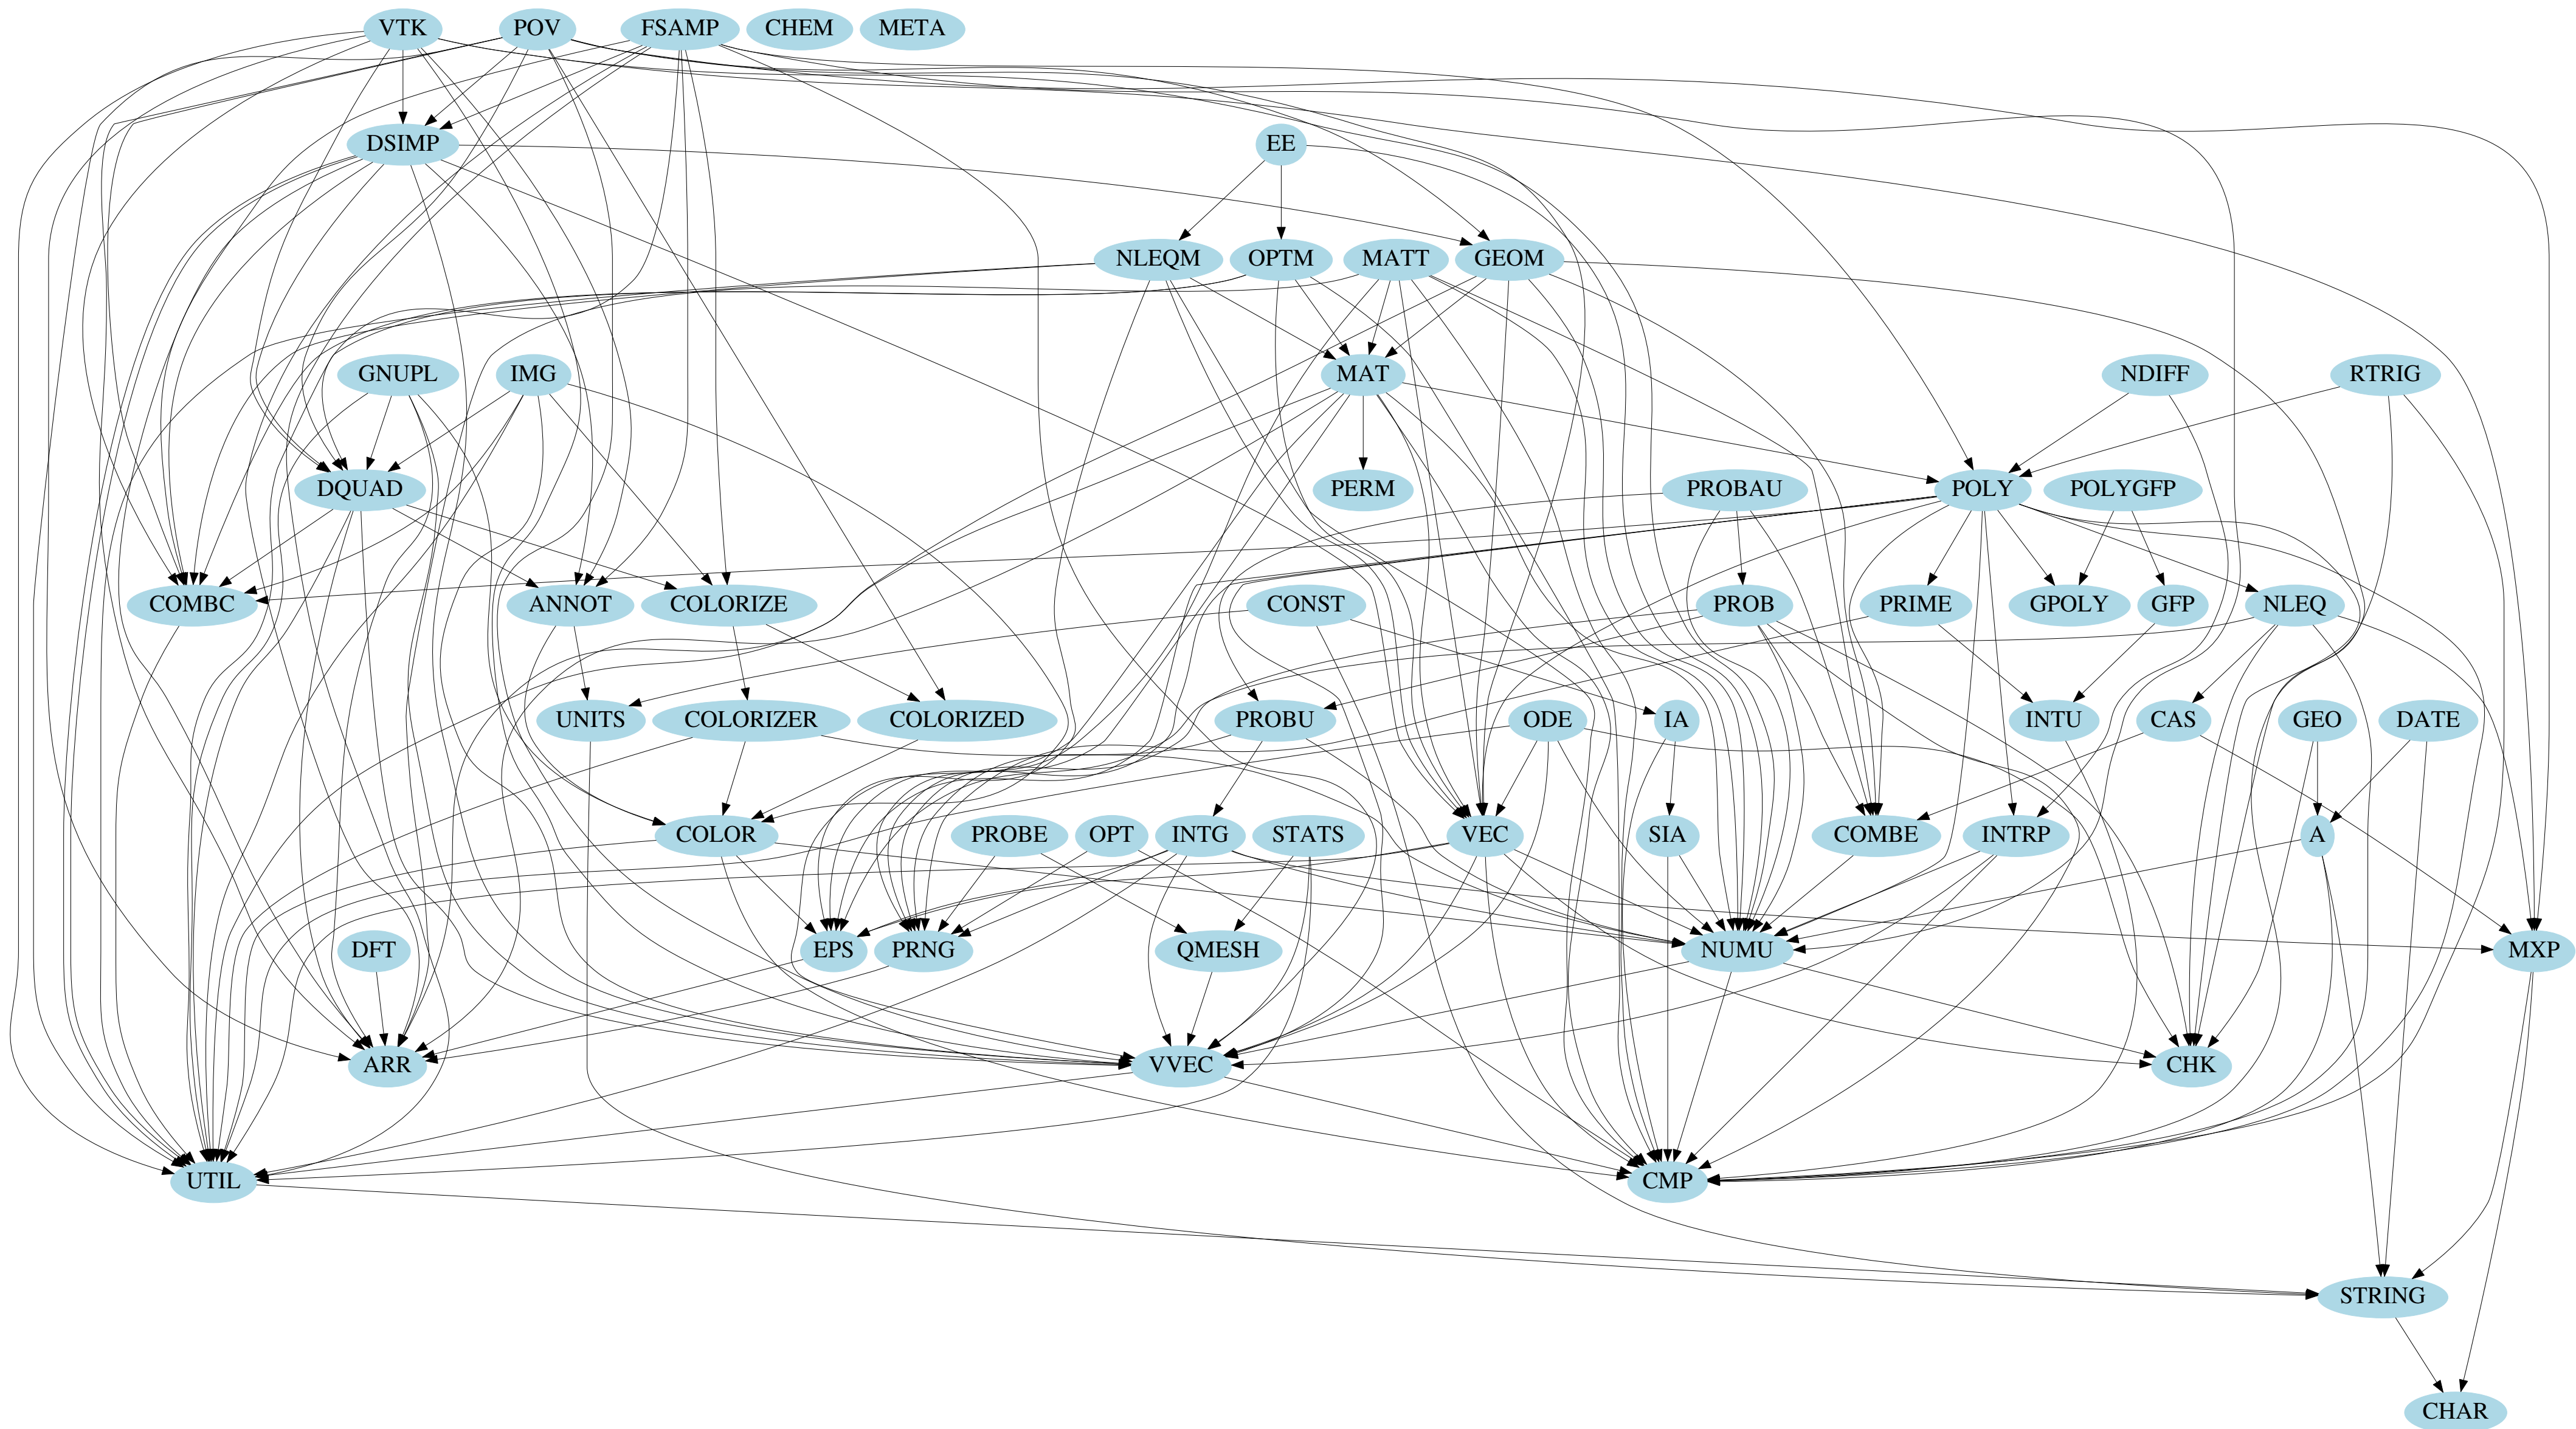 VTK POV FSAMP CHEM META
DSIMP EE
NLEQM OPTM MATT GEOM
GNUPL IMG MAT NDIFF RTRIG
DQUAD PERM PROBAU POLY POLYGFP
COMBC ANNOT COLORIZE CONST PROB PRIME GPOLY GFP NLEQ
UNITS COLORIZER COLORIZED PROBU ODE IA INTU CAS GEO DATE
COLOR PROBE OPT INTG STATS VEC SIA COMBE INTRP A
DFT EPS PRNG QMESH NUMU MXP
ARR VVEC CHK
UTIL CMP
STRING
CHAR